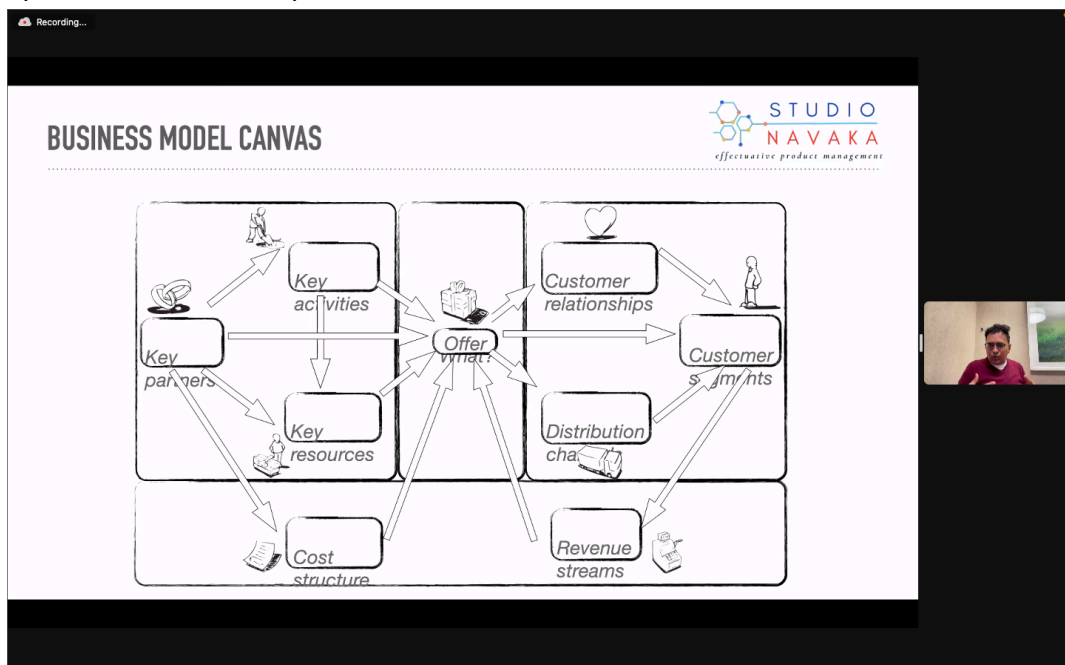 Recording...
BUSINESS MODEL CANVAS
STUDIO
NAVAKA
effectuative product management
Key
activities
Customer
relationships
Key
partners
Offer
What?
Customer
segments
Key
resources
Distribution
Cost
structure
Revenue
streams